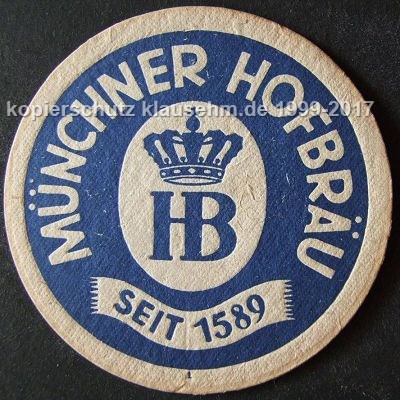 MÜNCHNER HOFBRÄU
kopierschutz klausehm.de 1999-2017
HB
SEIT 1589